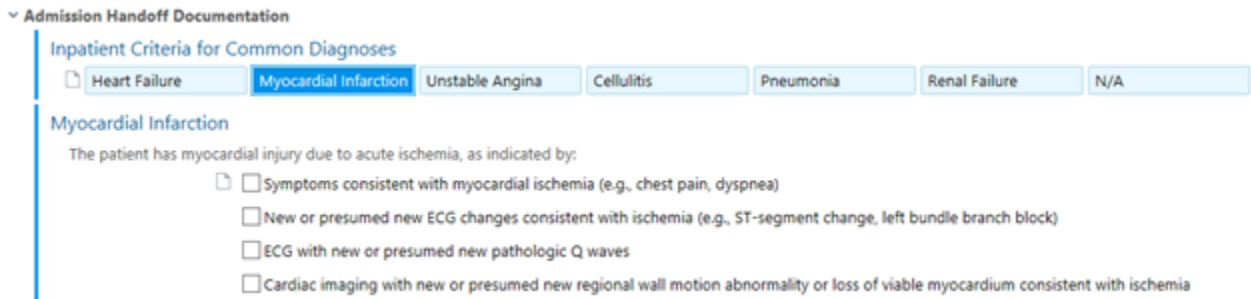 Admission Handoff Documentation
Inpatient Criteria for Common Diagnoses
Heart Failure Myocardial Infarction Unstable Angina Cellulitis Pneumonia Renal Failure N/A
Myocardial Infarction
The patient has myocardial injury due to acute ischemia, as indicated by:
Symptoms consistent with myocardial ischemia (e.g., chest pain, dyspnea)
New or presumed new ECG changes consistent with ischemia (e.g., ST-segment change, left bundle branch block)
ECG with new or presumed new pathologic Q waves
Cardiac imaging with new or presumed new regional wall motion abnormality or loss of viable myocardium consistent with ischemia